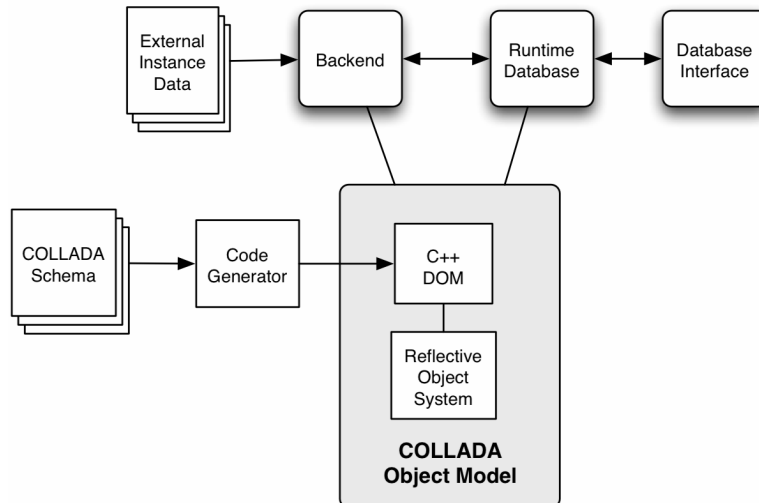 External
Instance
Data
Backend
Runtime
Database
Database
Interface
COLLADA
Schema
Code
Generator
C++
DOM
Reflective
Object
System
COLLADA
Object Model